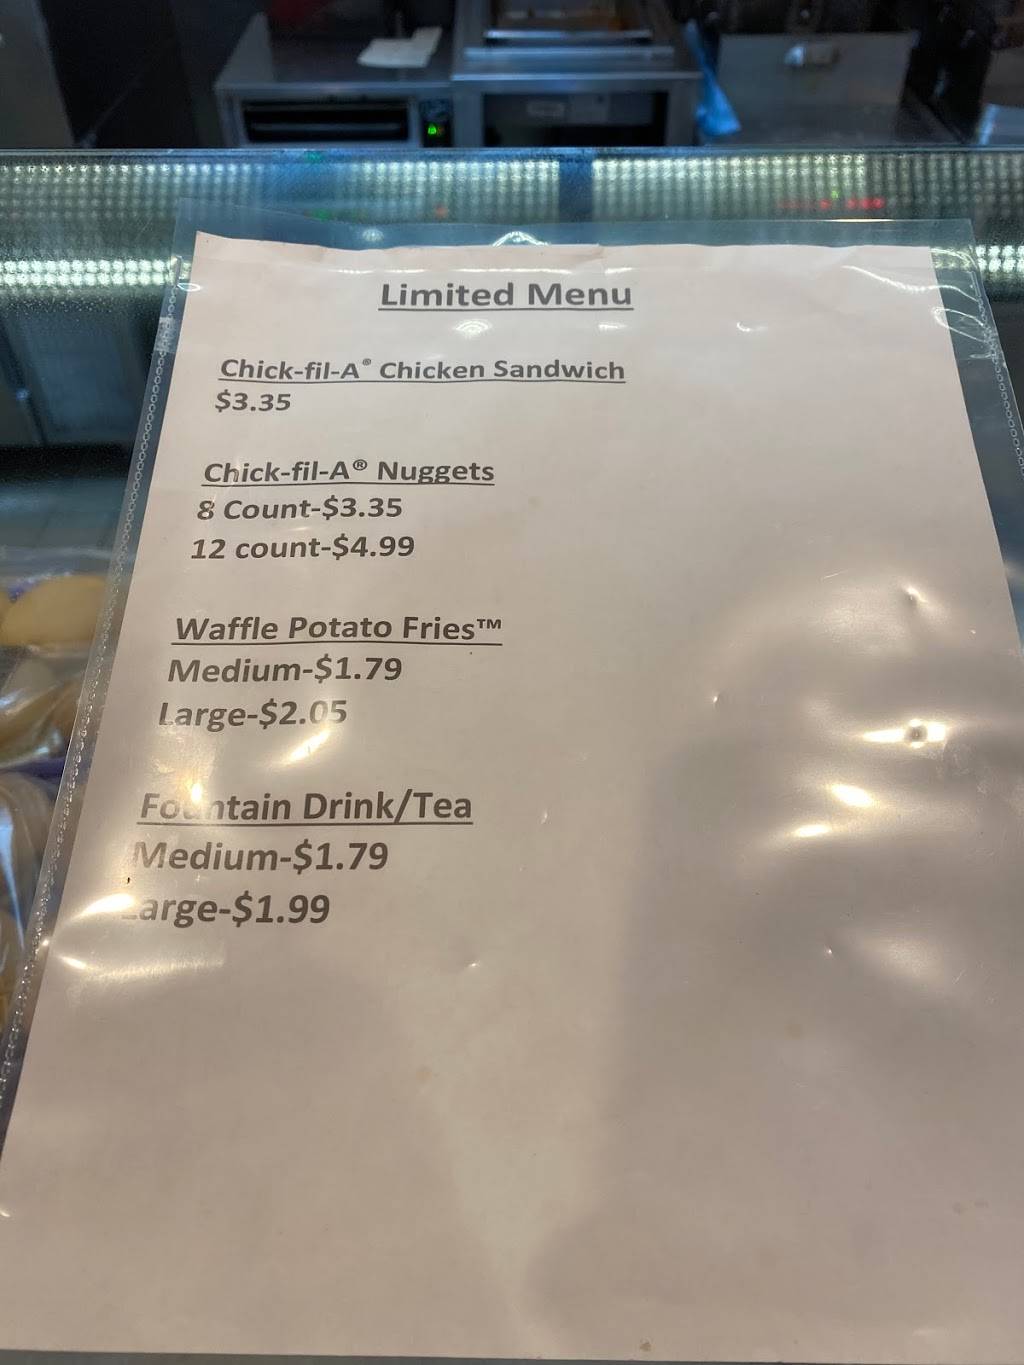 Limited Menu
Chick-fil-A® Chicken Sandwich
$3.35
Chick-fil-A® Nuggets
8 Count-$3.35
12 count-$4.99
Waffle Potato Fries™
Medium-$1.79
Large-$2.05
Fountain Drink/Tea
Medium-$1.79
Large-$1.99